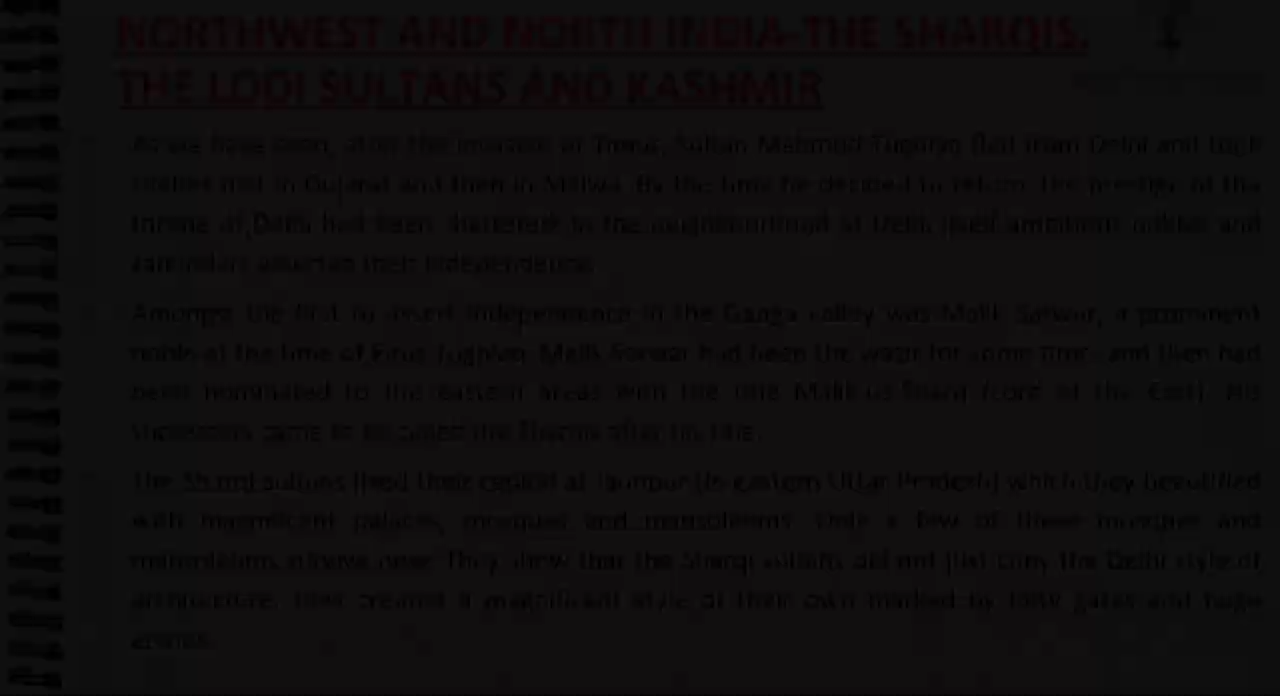 NORTHWEST AND NORTH INDIA-THE SHARQIS,
THE LODI SULTANS AND KASHMIR
As we have seen, after the invasion of Timur, Sultan Mahmud Tughlaq fled from Delhi and took
shelter first in Gujarat and then in Malwa. By the time he decided to return, the prestige of the
throne of Delhi had been shattered. In the neighbourhood of Delhi itself ambitious nobles and
zamindars asserted their independence.
Amongst the first to assert independence in the Ganga valley was Malik Sarwar, a prominent
noble of the time of Firuz Tughlaq. Malik Sarwar had been the wazir for some time, and then had
been nominated to the eastern areas with the title Malik-us-Sharq (Lord of the East). His
successors came to be called the Sharqis after his title.
The Sharqi sultans fixed their capital at Jaunpur (in eastern Uttar Pradesh) which they beautified
with magnificent palaces, mosques and mausoleums. Only a few of these mosques and
mausoleums survive now. They show that the Sharqi sultans did not just copy the Delhi style of
architecture. They created a magnificent style of their own marked by lofty gates and huge
arches.